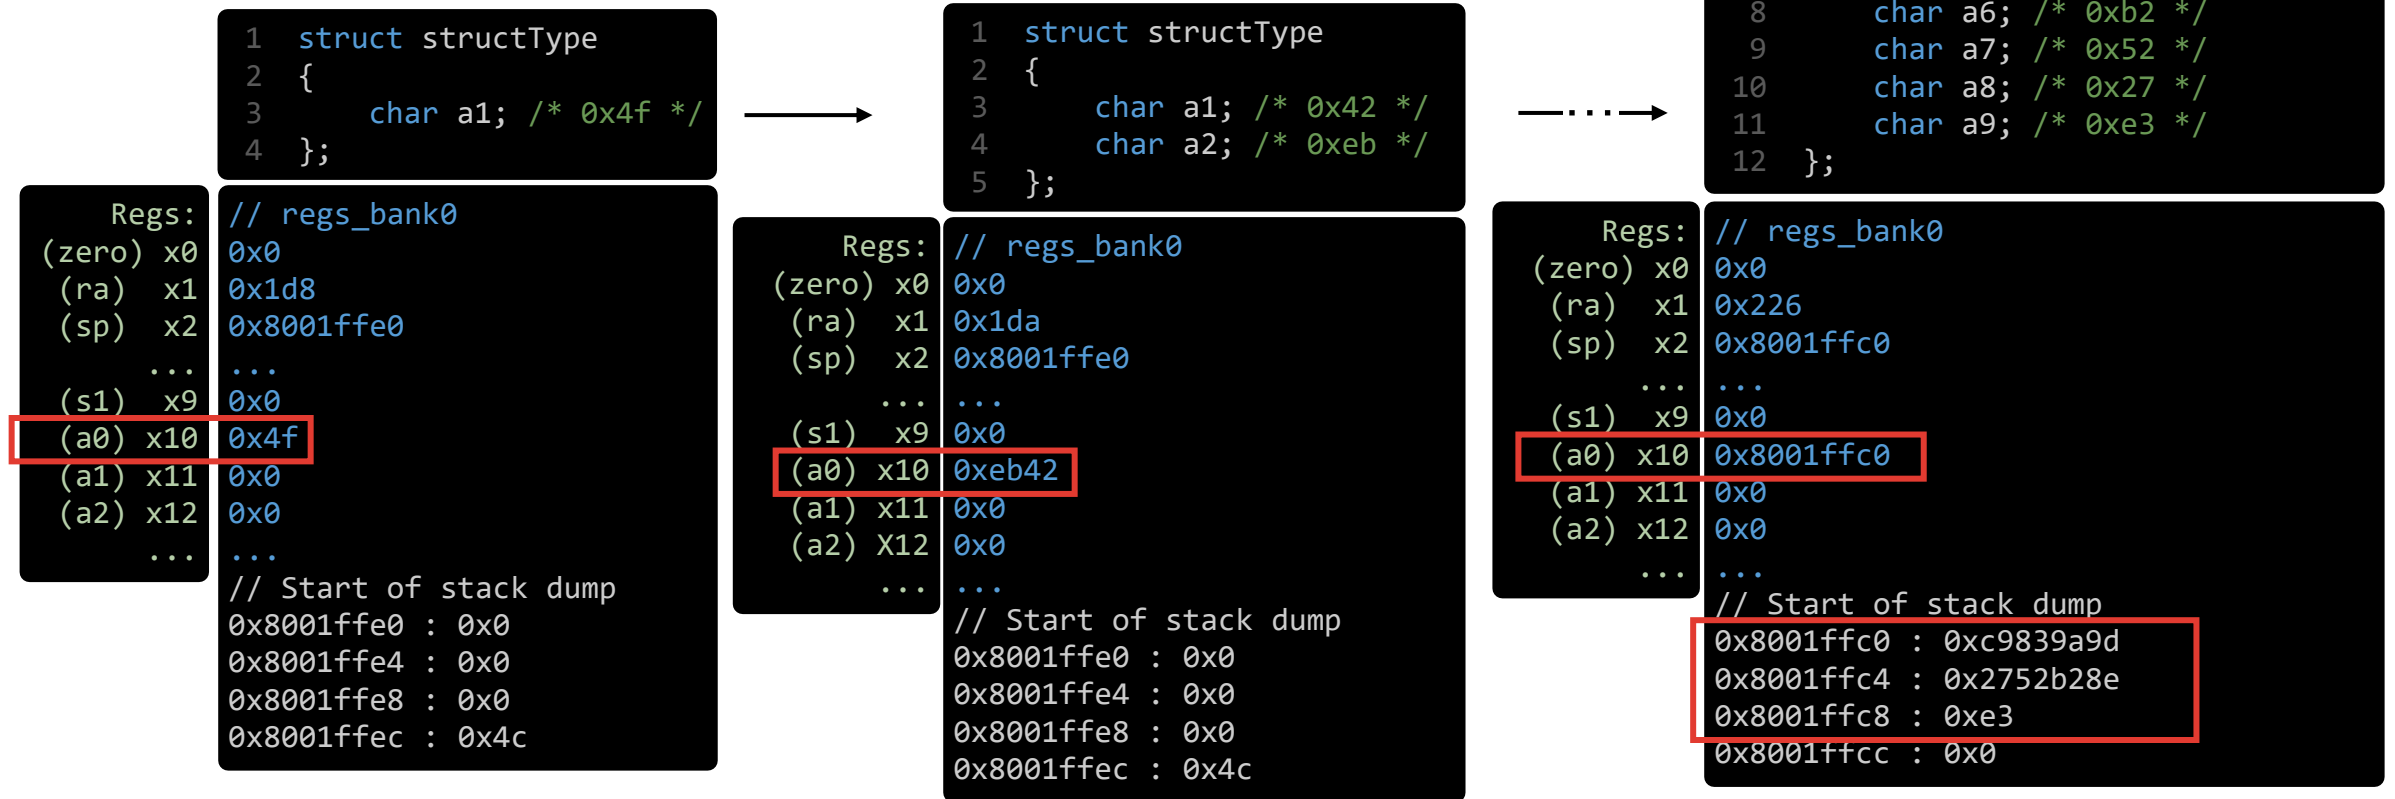 1 struct structType
2 {
3 char a1; /* 0x4f */
4 };
Regs:
(zero) x0
(ra) x1
(sp) x2
...
(s1) x9
(a0) x10
(a1) x11
(a2) x12
...
// regs_bank0
0x0
0x1d8
0x8001ffe0
...
0x0
0x4f
0x0
0x0
...
// Start of stack dump
0x8001ffe0 : 0x0
0x8001ffe4 : 0x0
0x8001ffe8 : 0x0
0x8001ffec : 0x4c
1 struct structType
2 {
3 char a1; /* 0x42 */
4 char a2; /* 0xeb */
5 };
Regs:
(zero) x0
(ra) x1
(sp) x2
...
(s1) x9
(a0) x10
(a1) x11
(a2) X12
...
// regs_bank0
0x0
0x1da
0x8001ffe0
...
0x0
0xeb42
0x0
0x0
...
// Start of stack dump
0x8001ffe0 : 0x0
0x8001ffe4 : 0x0
0x8001ffe8 : 0x0
0x8001ffec : 0x4c
...
8 char a6; /* 0xb2 */
9 char a7; /* 0x52 */
10 char a8; /* 0x27 */
11 char a9; /* 0xe3 */
12 };
Regs:
(zero) x0
(ra) x1
(sp) x2
...
(s1) x9
(a0) x10
(a1) x11
(a2) x12
...
// regs_bank0
0x0
0x226
0x8001ffc0
...
0x0
0x8001ffc0
0x0
0x0
...
// Start of stack dump
0x8001ffc0 : 0xc9839a9d
0x8001ffc4 : 0x2752b28e
0x8001ffc8 : 0xe3
0x8001ffcc : 0x0